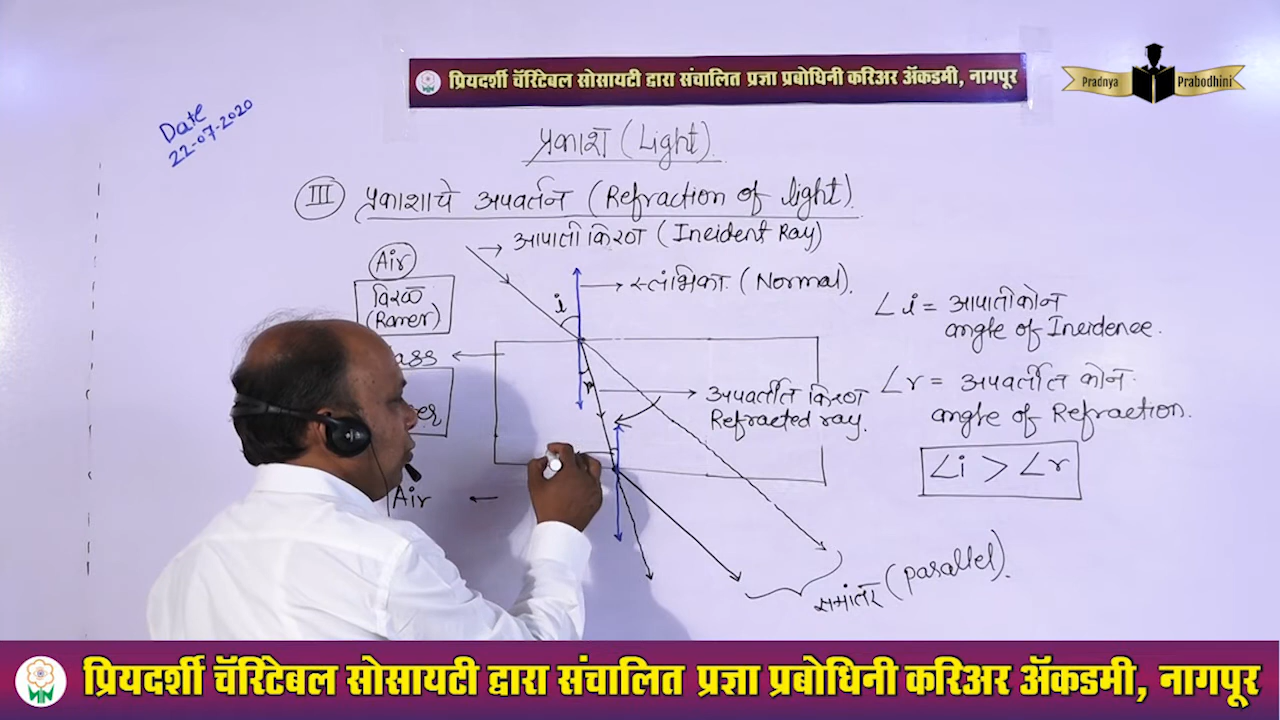 प्रियदर्शी चॅरिटेबल सोसायटी द्वारा संचालित प्रज्ञा प्रबोधिनी करिअर ॲकडमी, नागपूर
Pradnya Prabodhini
Date
22-07-2020
प्रकाश (Light).
III प्रकाशाचे अपवर्तन (Refraction of light).
आपाती किरण (Incident Ray)
Air
विरळ
(Rarer)
i
स्तंभिका (Normal).
∠i = आपाती कोन
angle of Incidence.
ass
er
r
अपवर्तीत किरण
Refracted ray.
∠r = अपवर्तीत कोन
angle of Refraction.
∠i > ∠r
Air
समांतर (parallel).
प्रियदर्शी चॅरिटेबल सोसायटी द्वारा संचालित प्रज्ञा प्रबोधिनी करिअर ॲकडमी, नागपूर